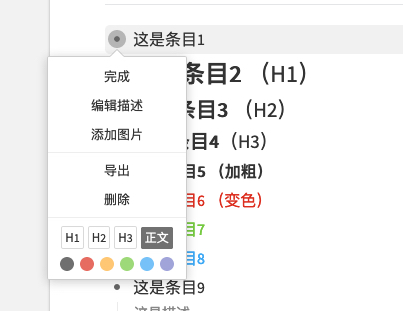 这是条目1
完成
编辑描述
添加图片
导出
删除
H1 H2 H3 正文
条目2 （H1）
条目3 （H2）
条目4（H3）
目5 （加粗）
目6 （变色）
目7
目8
这是条目9